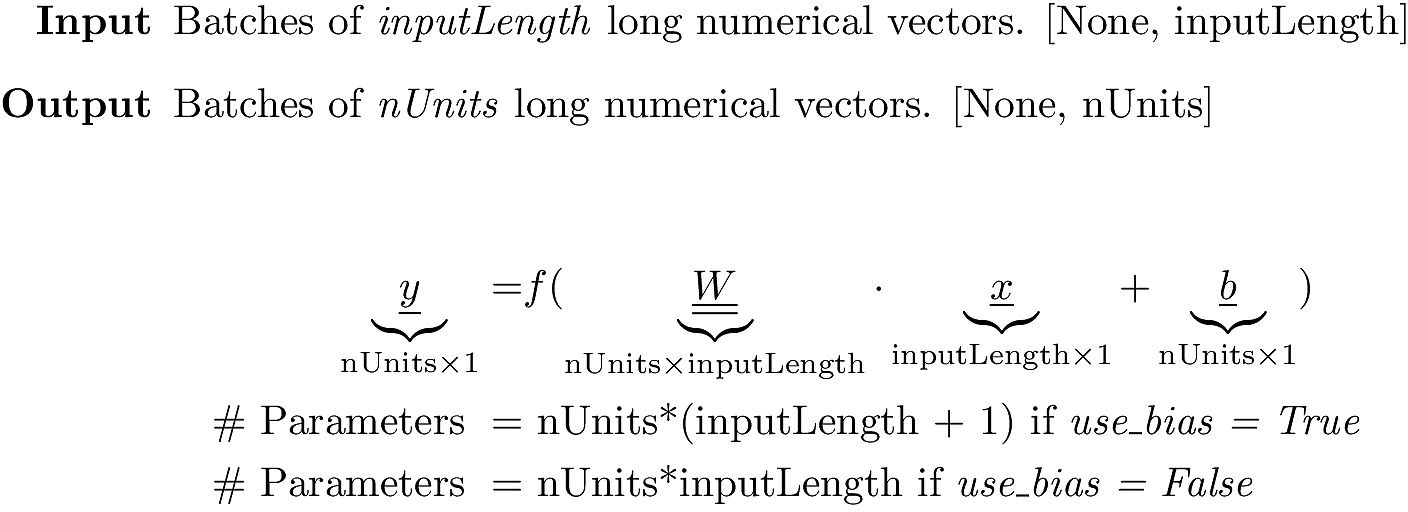 Input Batches of inputLength long numerical vectors. [None, inputLength]
Output Batches of nUnits long numerical vectors. [None, nUnits]
y =f( W · x + b )
nUnits×1 nUnits×inputLength inputLength×1 nUnits×1
# Parameters = nUnits*(inputLength + 1) if use_bias = True
# Parameters = nUnits*inputLength if use_bias = False